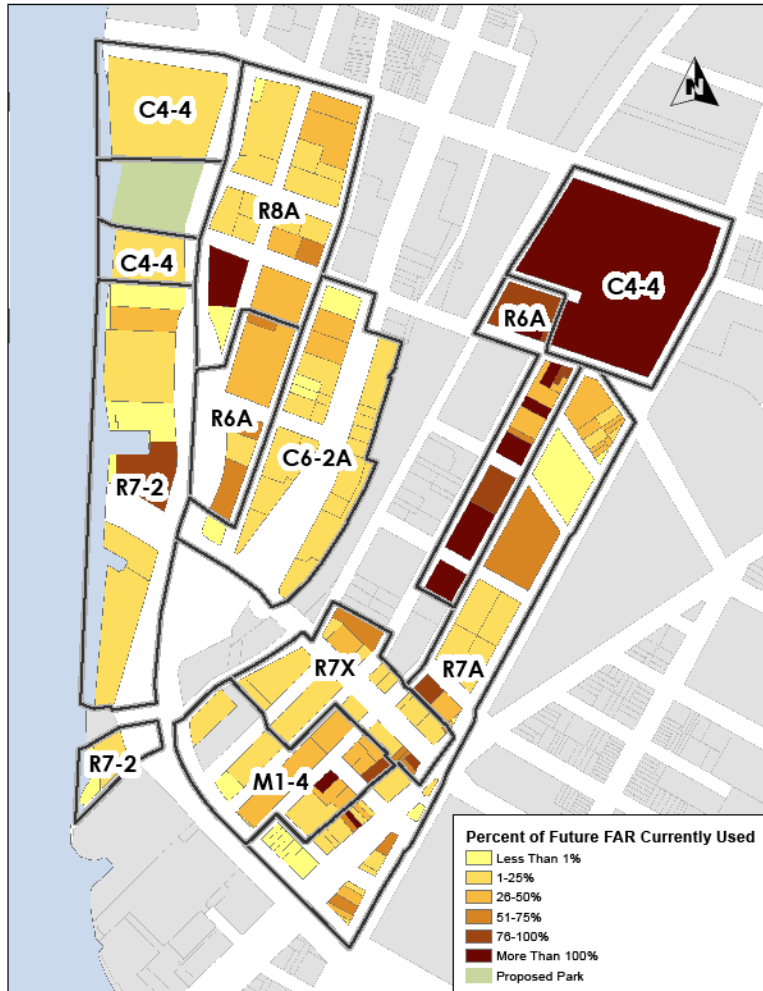 N
C4-4
R8A
C4-4
C4-4
R6A
R6A
C6-2A
R7-2
R7X
R7A
R7-2
M1-4
Percent of Future FAR Currently Used
Less Than 1%
1-25%
26-50%
51-75%
76-100%
More Than 100%
Proposed Park